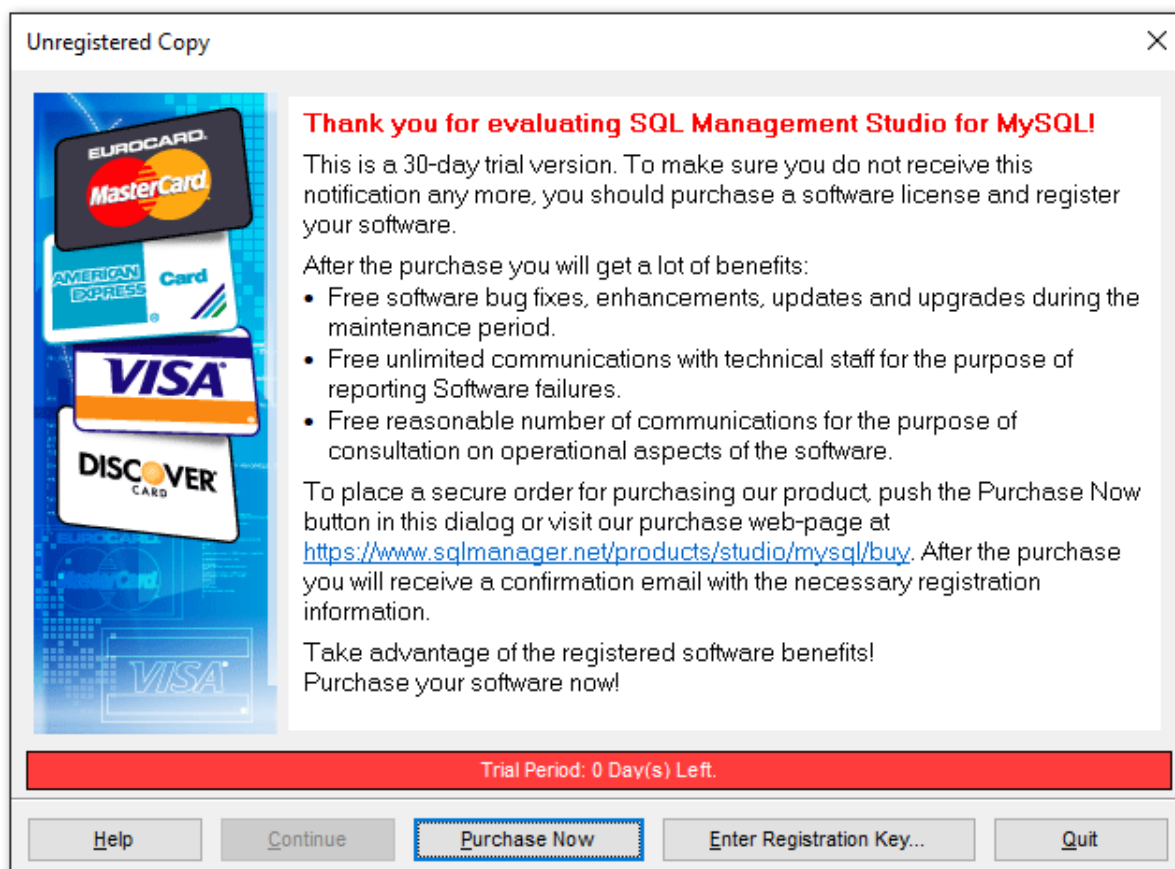 Unregistered Copy
EUROCARD.
MasterCard
AMERICAN
EXPRESS
Card
VISA
DISCOVER
CARD
EUROCARD
MasterCard
VISA
Thank you for evaluating SQL Management Studio for MySQL!
This is a 30-day trial version. To make sure you do not receive this
notification any more, you should purchase a software license and register
your software.
After the purchase you will get a lot of benefits:
• Free software bug fixes, enhancements, updates and upgrades during the
maintenance period.
• Free unlimited communications with technical staff for the purpose of
reporting Software failures.
• Free reasonable number of communications for the purpose of
consultation on operational aspects of the software.
To place a secure order for purchasing our product, push the Purchase Now
button in this dialog or visit our purchase web-page at
https://www.sqlmanager.net/products/studio/mysql/buy. After the purchase
you will receive a confirmation email with the necessary registration
information.
Take advantage of the registered software benefits!
Purchase your software now!
Trial Period: 0 Day(s) Left.
Help
Continue
Purchase Now
Enter Registration Key...
Quit